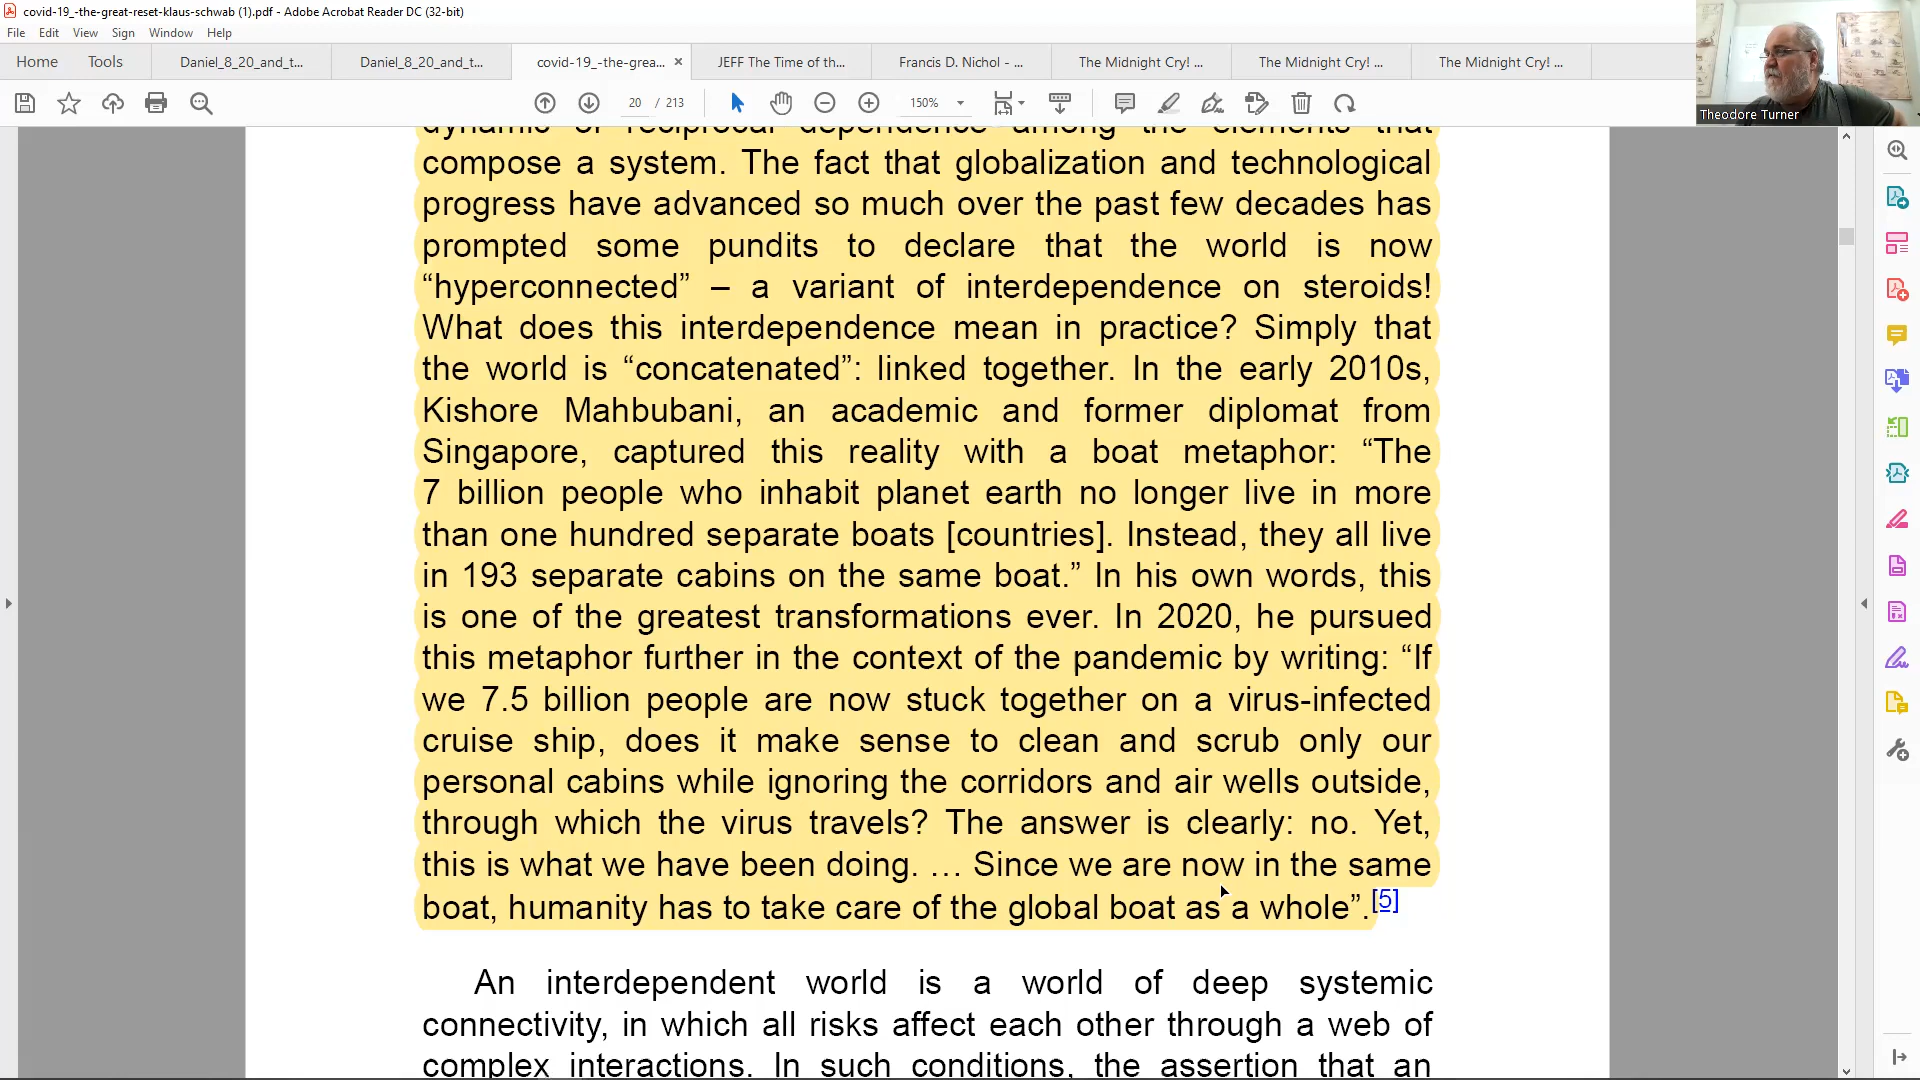 covid-19_-the-great-reset-klaus-schwab (1).pdf - Adobe Acrobat Reader DC (32-bit)
File Edit View Sign Window Help
Home Tools Daniel_8_20_and_t... Daniel_8_20_and_t... covid-19_-the-grea... × JEFF The Time of th... Francis D. Nichol - ... The Midnight Cry! ... The Midnight Cry! ... The Midnight Cry! ...
20 / 213 150%
Theodore Turner
dynamic of reciprocal dependence among the elements that
compose a system. The fact that globalization and technological
progress have advanced so much over the past few decades has
prompted some pundits to declare that the world is now
“hyperconnected” – a variant of interdependence on steroids!
What does this interdependence mean in practice? Simply that
the world is “concatenated”: linked together. In the early 2010s,
Kishore Mahbubani, an academic and former diplomat from
Singapore, captured this reality with a boat metaphor: “The
7 billion people who inhabit planet earth no longer live in more
than one hundred separate boats [countries]. Instead, they all live
in 193 separate cabins on the same boat.” In his own words, this
is one of the greatest transformations ever. In 2020, he pursued
this metaphor further in the context of the pandemic by writing: “If
we 7.5 billion people are now stuck together on a virus-infected
cruise ship, does it make sense to clean and scrub only our
personal cabins while ignoring the corridors and air wells outside,
through which the virus travels? The answer is clearly: no. Yet,
this is what we have been doing. … Since we are now in the same
boat, humanity has to take care of the global boat as a whole”.[5]
An interdependent world is a world of deep systemic
connectivity, in which all risks affect each other through a web of
complex interactions. In such conditions, the assertion that an